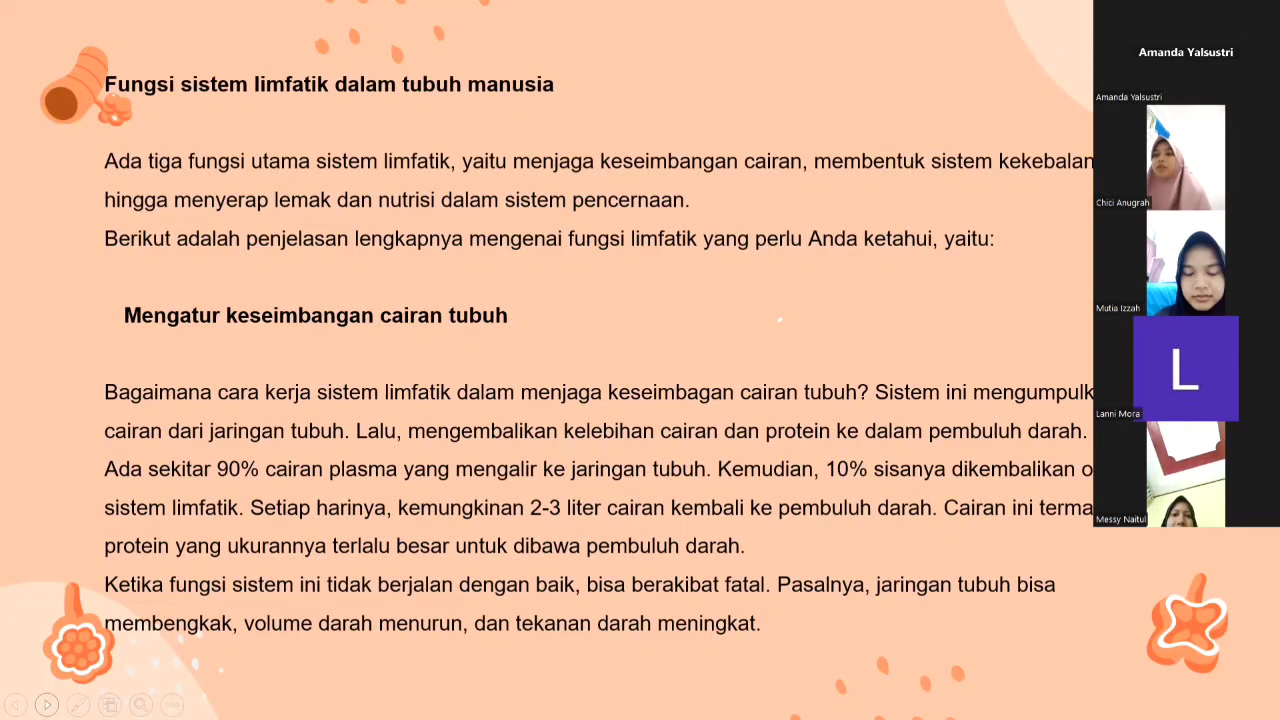 Fungsi sistem limfatik dalam tubuh manusia
Ada tiga fungsi utama sistem limfatik, yaitu menjaga keseimbangan cairan, membentuk sistem kekebalan
hingga menyerap lemak dan nutrisi dalam sistem pencernaan.
Berikut adalah penjelasan lengkapnya mengenai fungsi limfatik yang perlu Anda ketahui, yaitu:
Mengatur keseimbangan cairan tubuh
Bagaimana cara kerja sistem limfatik dalam menjaga keseimbagan cairan tubuh? Sistem ini mengumpulk
cairan dari jaringan tubuh. Lalu, mengembalikan kelebihan cairan dan protein ke dalam pembuluh darah.
Ada sekitar 90% cairan plasma yang mengalir ke jaringan tubuh. Kemudian, 10% sisanya dikembalikan o
sistem limfatik. Setiap harinya, kemungkinan 2-3 liter cairan kembali ke pembuluh darah. Cairan ini terma
protein yang ukurannya terlalu besar untuk dibawa pembuluh darah.
Ketika fungsi sistem ini tidak berjalan dengan baik, bisa berakibat fatal. Pasalnya, jaringan tubuh bisa
membengkak, volume darah menurun, dan tekanan darah meningkat.
Amanda Yalsustri
Amanda Yalsustri
Chici Anugrah
Mutia Izzah
L
Lanni Mora
Messy Naitul